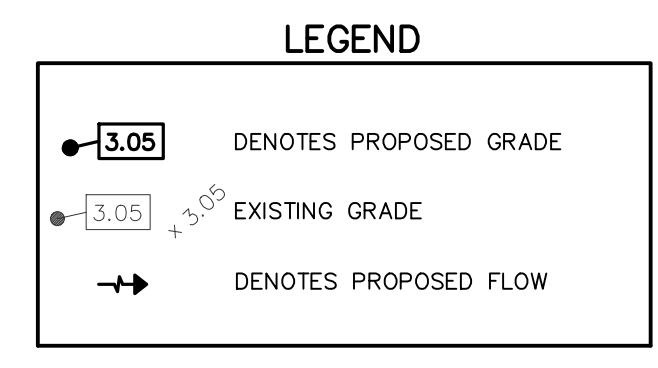 LEGEND
3.05 DENOTES PROPOSED GRADE
3.05 x 3.05 EXISTING GRADE
DENOTES PROPOSED FLOW